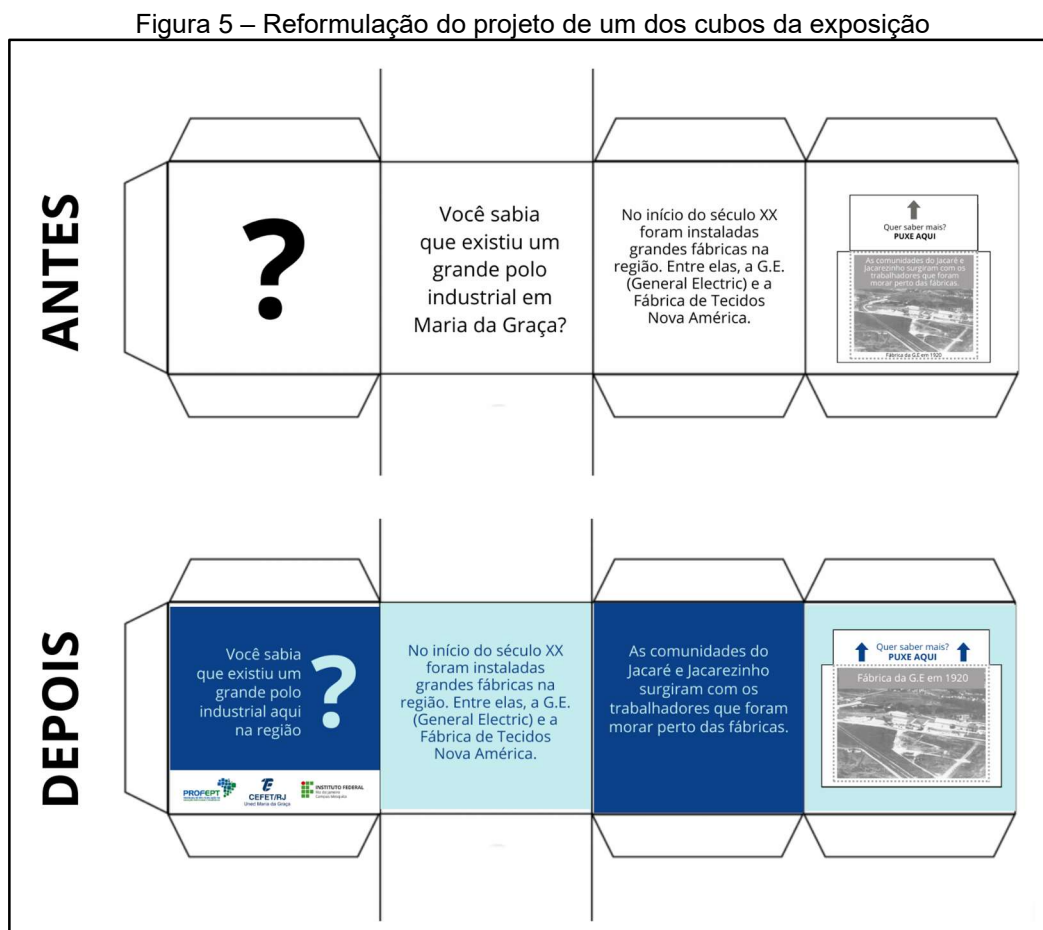 Figura 5 – Reformulação do projeto de um dos cubos da exposição
ANTES
?
Você sabia
que existiu um
grande polo
industrial em
Maria da Graça?
No início do século XX
foram instaladas
grandes fábricas na
região. Entre elas, a G.E.
(General Electric) e a
Fábrica de Tecidos
Nova América.
Quer saber mais?
PUXE AQUI
As comunidades do Jacaré e
Jacarezinho surgiram com os
trabalhadores que foram
morar perto das fábricas.
Fábrica da G.E em 1920
DEPOIS
Você sabia
que existiu um
grande polo
industrial aqui
na região
?
PROFEPT
CEFET/RJ
Uned Maria da Graça
INSTITUTO FEDERAL
Rio de Janeiro
Campus Mesquita
No início do século XX
foram instaladas
grandes fábricas na
região. Entre elas, a G.E.
(General Electric) e a
Fábrica de Tecidos
Nova América.
As comunidades do
Jacaré e Jacarezinho
surgiram com os
trabalhadores que foram
morar perto das fábricas.
Quer saber mais?
PUXE AQUI
Fábrica da G.E em 1920